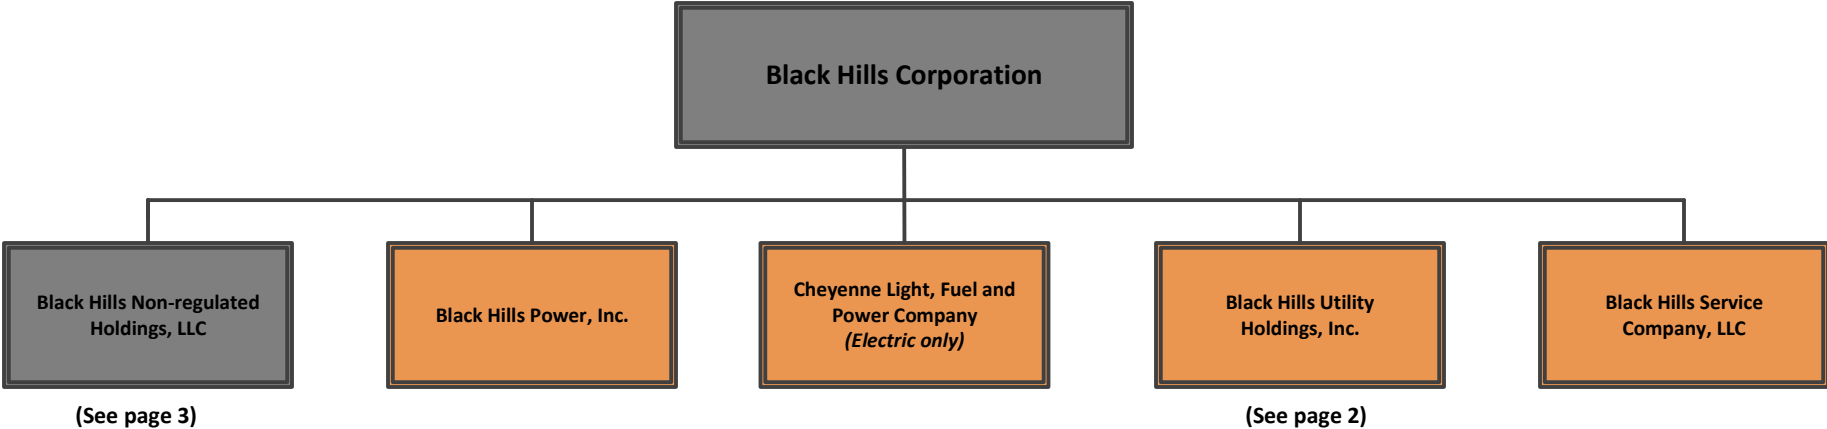 Black Hills Corporation
Black Hills Non-regulated
Holdings, LLC
Black Hills Power, Inc.
Cheyenne Light, Fuel and
Power Company
(Electric only)
Black Hills Utility
Holdings, Inc.
Black Hills Service
Company, LLC
(See page 3)
(See page 2)